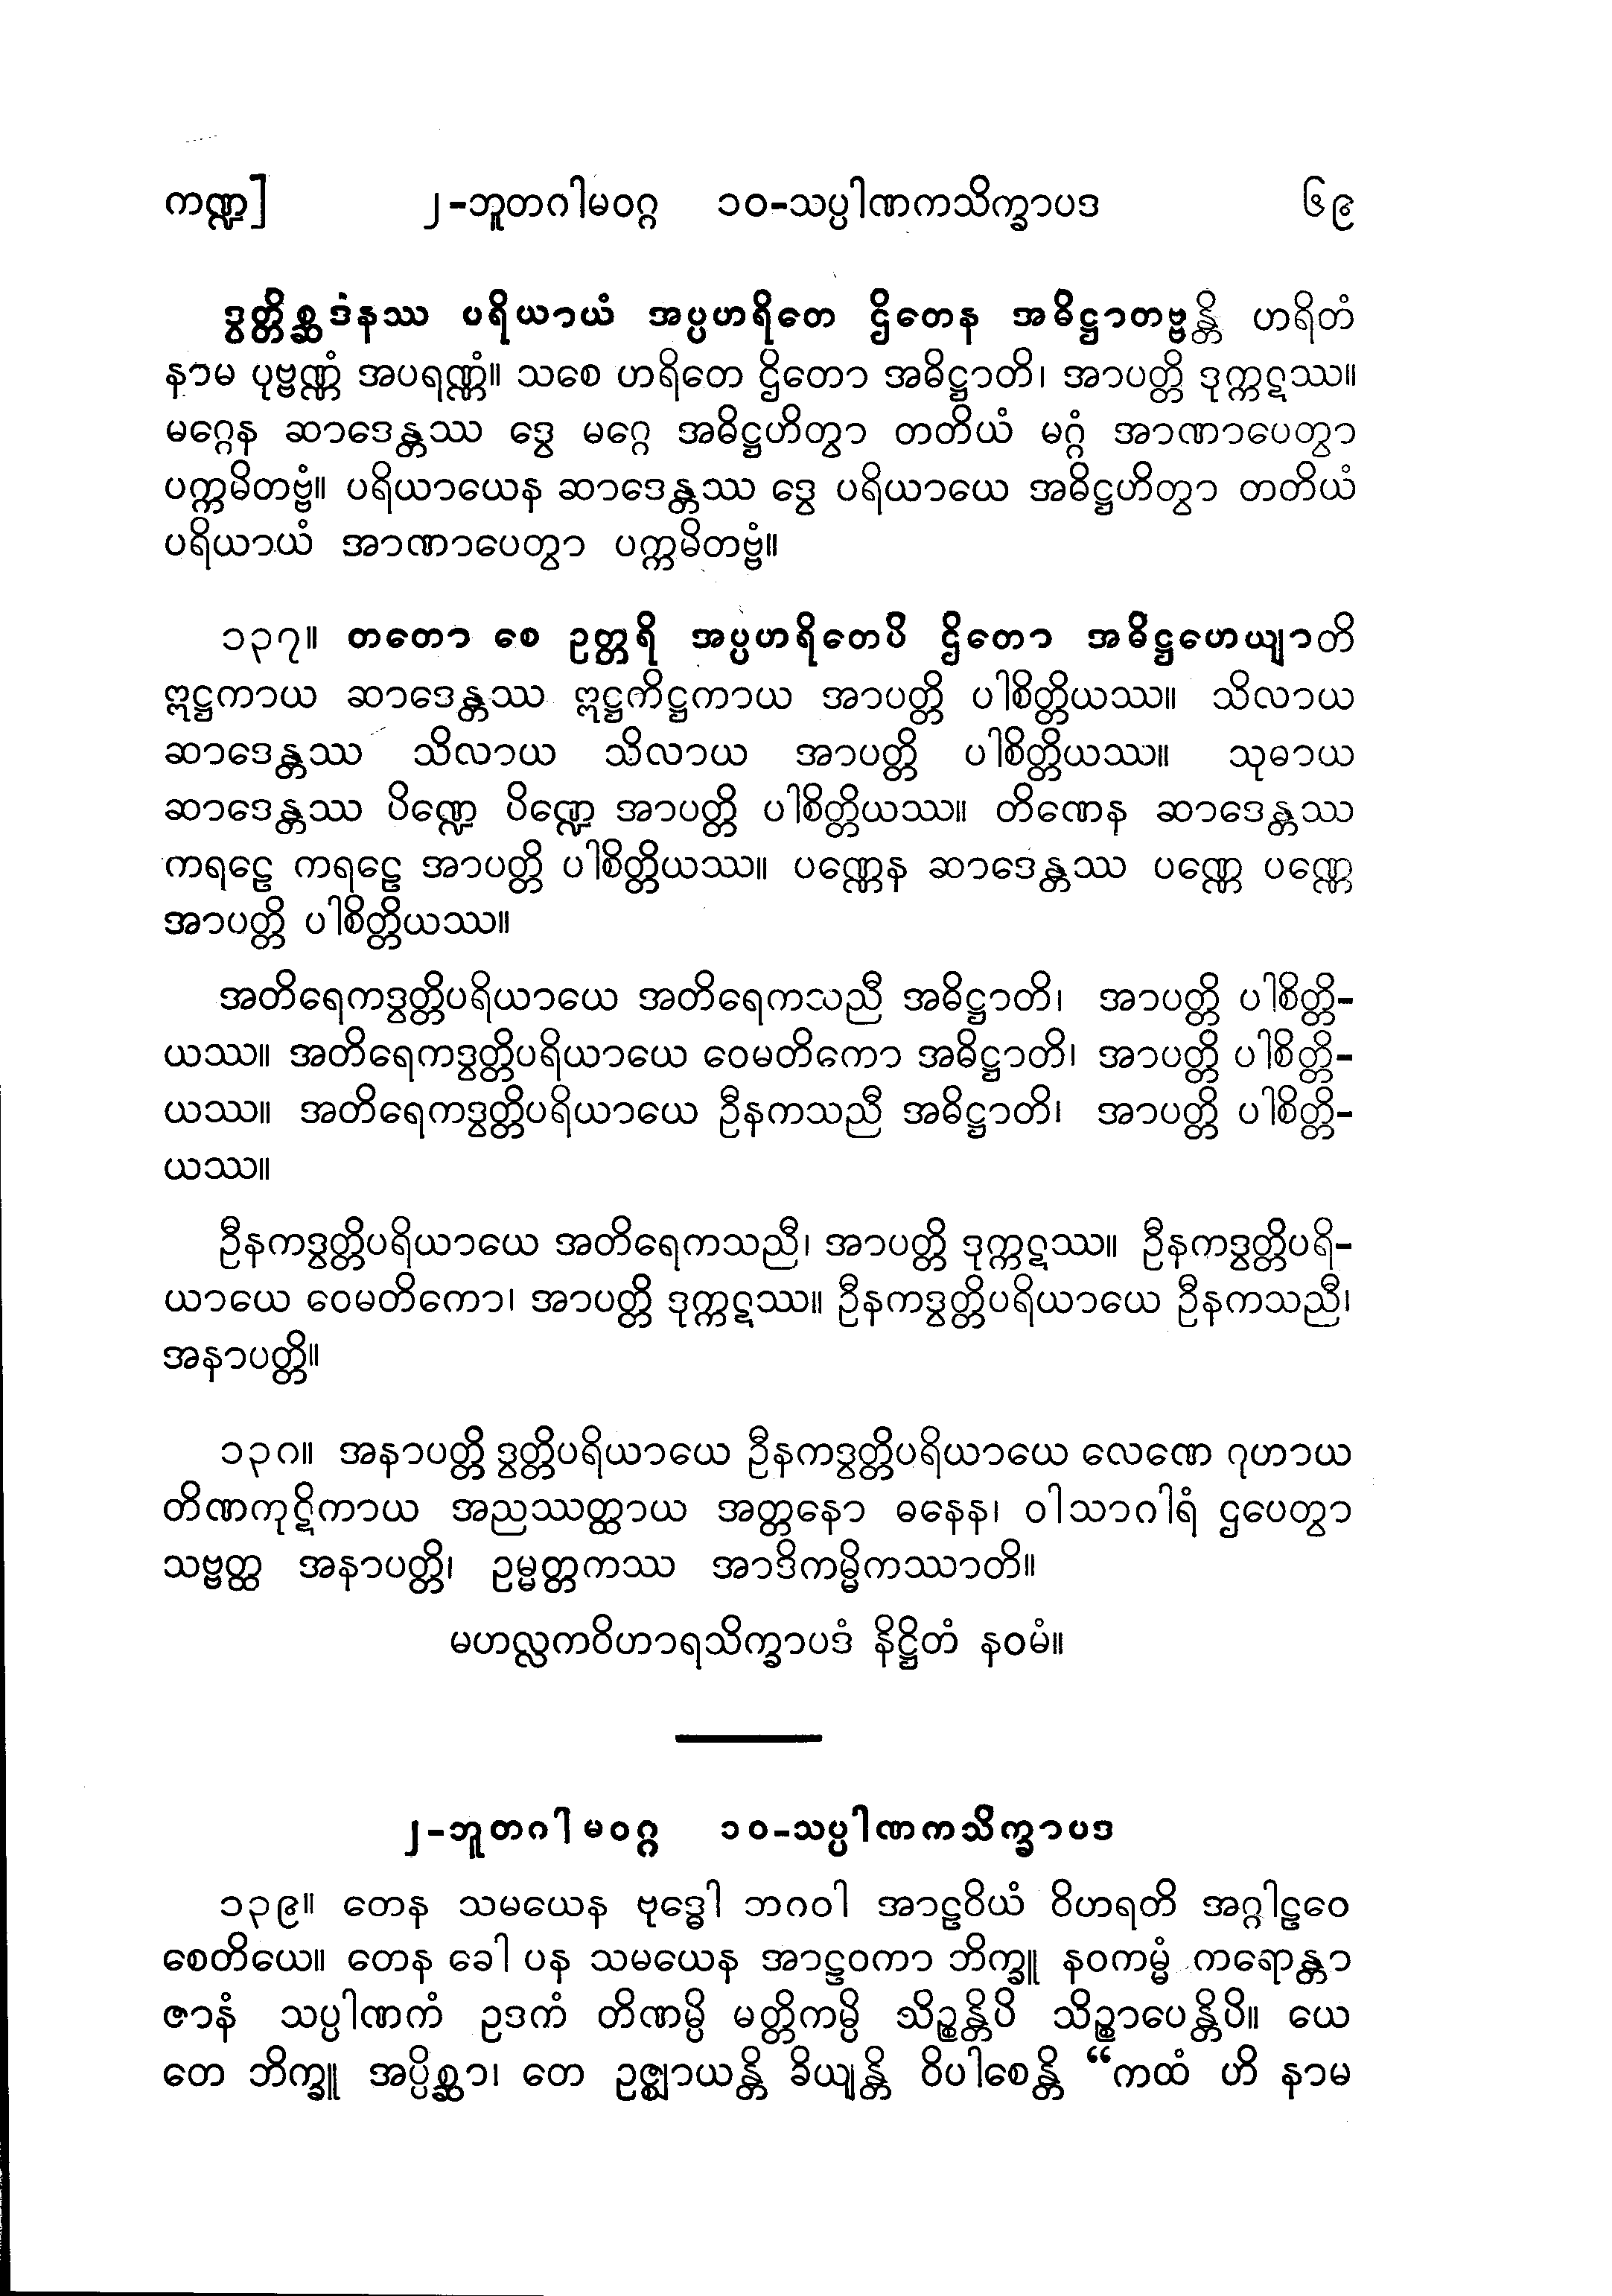 ကဏ္ဍ] ၂-ဘူတဂါမဝဂ္ဂ ၁၀-သပ္ပါဏကသိက္ခာပဒ ၆၉
ဒွတ္တိစ္ဆဒနဿ ပရိယာယံ အပ္ပဟရိတေ ဌိတေန အဓိဋ္ဌာတဗ္ဗန္တိ ဟရိတံ
နာမ ပုဗ္ဗဏ္ဏံ အပရဏ္ဏံ။ သစေ ဟရိတေ ဌိတော အဓိဋ္ဌာတိ၊ အာပတ္တိ ဒုက္ကဋဿ။
မဂ္ဂေန ဆာဒေန္တဿ ဒွေ မဂ္ဂေ အဓိဋ္ဌဟိတွာ တတိယံ မဂ္ဂံ အာဏာပေတွာ
ပက္ကမိတဗ္ဗံ။ ပရိယာယေန ဆာဒေန္တဿ ဒွေ ပရိယာယေ အဓိဋ္ဌဟိတွာ တတိယံ
ပရိယာယံ အာဏာပေတွာ ပက္ကမိတဗ္ဗံ။
၁၃၇။ တတော စေ ဥတ္တရိ အပ္ပဟရိတေပိ ဌိတော အဓိဋ္ဌဟေယျာတိ
ဣဋ္ဌကာယ ဆာဒေန္တဿ ဣဋ္ဌကိဋ္ဌကာယ အာပတ္တိ ပါစိတ္တိယဿ။ သိလာယ
ဆာဒေန္တဿ သိလာယ သိလာယ အာပတ္တိ ပါစိတ္တိယဿ။ သုဓာယ
ဆာဒေန္တဿ ပိဏ္ဍေ ပိဏ္ဍေ အာပတ္တိ ပါစိတ္တိယဿ။ တိဏေန ဆာဒေန္တဿ
ကရဠေ ကရဠေ အာပတ္တိ ပါစိတ္တိယဿ။ ပဏ္ဏေန ဆာဒေန္တဿ ပဏ္ဏေ ပဏ္ဏေ
အာပတ္တိ ပါစိတ္တိယဿ။
အတိရေကဒွတ္တိပရိယာယေ အတိရေကသညီ အဓိဋ္ဌာတိ၊ အာပတ္တိ ပါစိတ္တိ-
ယဿ။ အတိရေကဒွတ္တိပရိယာယေ ဝေမတိကော အဓိဋ္ဌာတိ၊ အာပတ္တိ ပါစိတ္တိ-
ယဿ။ အတိရေကဒွတ္တိပရိယာယေ ဦနကသညီ အဓိဋ္ဌာတိ၊ အာပတ္တိ ပါစိတ္တိ-
ယဿ။
ဦနကဒွတ္တိပရိယာယေ အတိရေကသညီ၊ အာပတ္တိ ဒုက္ကဋဿ။ ဦနကဒွတ္တိပရိ-
ယာယေ ဝေမတိကော၊ အာပတ္တိ ဒုက္ကဋဿ။ ဦနကဒွတ္တိပရိယာယေ ဦနကသညီ၊
အနာပတ္တိ။
၁၃၈။ အနာပတ္တိ ဒွတ္တိပရိယာယေ ဦနကဒွတ္တိပရိယာယေ လေဏေ ဂုဟာယ
တိဏကုဋိကာယ အညဿတ္ထာယ အတ္တနော ဓနေန၊ ဝါသာဂါရံ ဌပေတွာ
သဗ္ဗတ္ထ အနာပတ္တိ၊ ဥမ္မတ္တကဿ အာဒိကမ္မိကဿာတိ။
မဟလ္လကဝိဟာရသိက္ခာပဒံ နိဋ္ဌိတံ နဝမံ။
၂-ဘူတဂါမဝဂ္ဂ ၁၀-သပ္ပါဏကသိက္ခာပဒ
၁၃၉။ တေန သမယေန ဗုဒ္ဓေါ ဘဂဝါ အာဠဝိယံ ဝိဟရတိ အဂ္ဂါဠဝေ
စေတိယေ။ တေန ခေါ ပန သမယေန အာဠဝကာ ဘိက္ခူ နဝကမ္မံ ကရောန္တာ
ဇာနံ သပ္ပါဏကံ ဥဒကံ တိဏမ္ပိ မတ္တိကမ္ပိ သိဉ္စန္တိပိ သိဉ္စာပေန္တိပိ။ ယေ
တေ ဘိက္ခူ အပ္ပိစ္ဆာ၊ တေ ဥဇ္ဈာယန္တိ ခိယျန္တိ ဝိပါစေန္တိ “ကထံ ဟိ နာမ